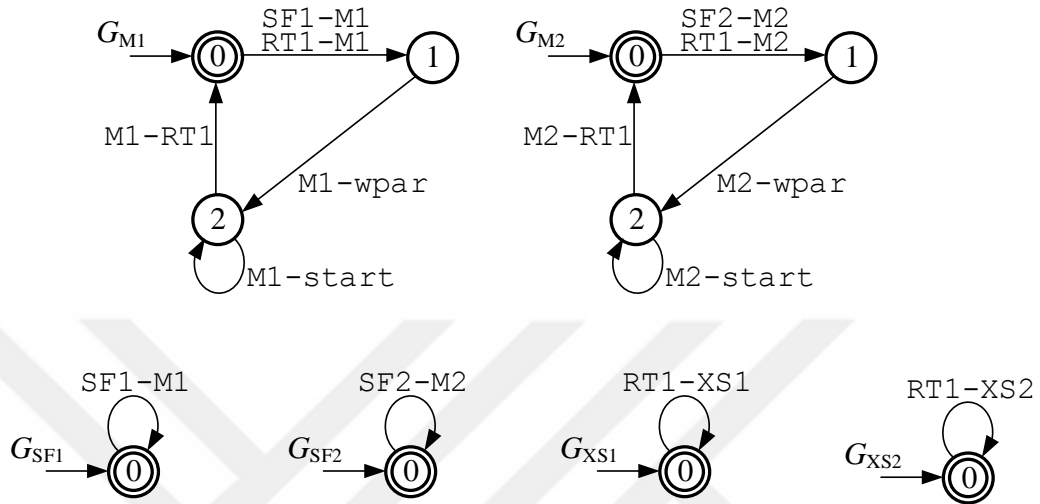 SF1-M1
SF2-M2
G_M1 0 RT1-M1 1
G_M2 0 RT1-M2 1
M1-RT1
M2-RT1
M1-wpar
M2-wpar
2
2
M1-start
M2-start
SF1-M1
SF2-M2
RT1-XS1
RT1-XS2
G_SF1 0
G_SF2 0
G_XS1 0
G_XS2 0